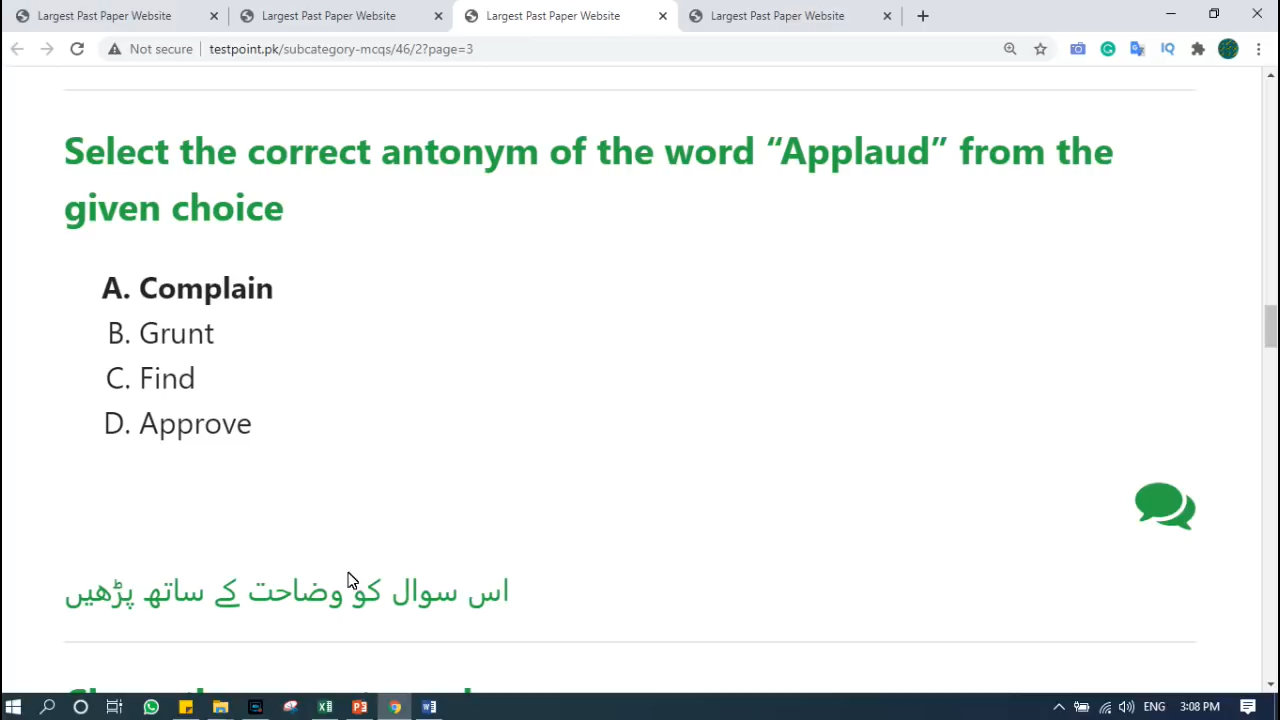 Largest Past Paper Website
Largest Past Paper Website
Largest Past Paper Website
Largest Past Paper Website
Not secure
testpoint.pk/subcategory-mcqs/46/2?page=3
IQ
Select the correct antonym of the word “Applaud” from the
given choice
A. Complain
B. Grunt
C. Find
D. Approve
اس سوال کو وضاحت کے ساتھ پڑھیں
ENG
3:08 PM